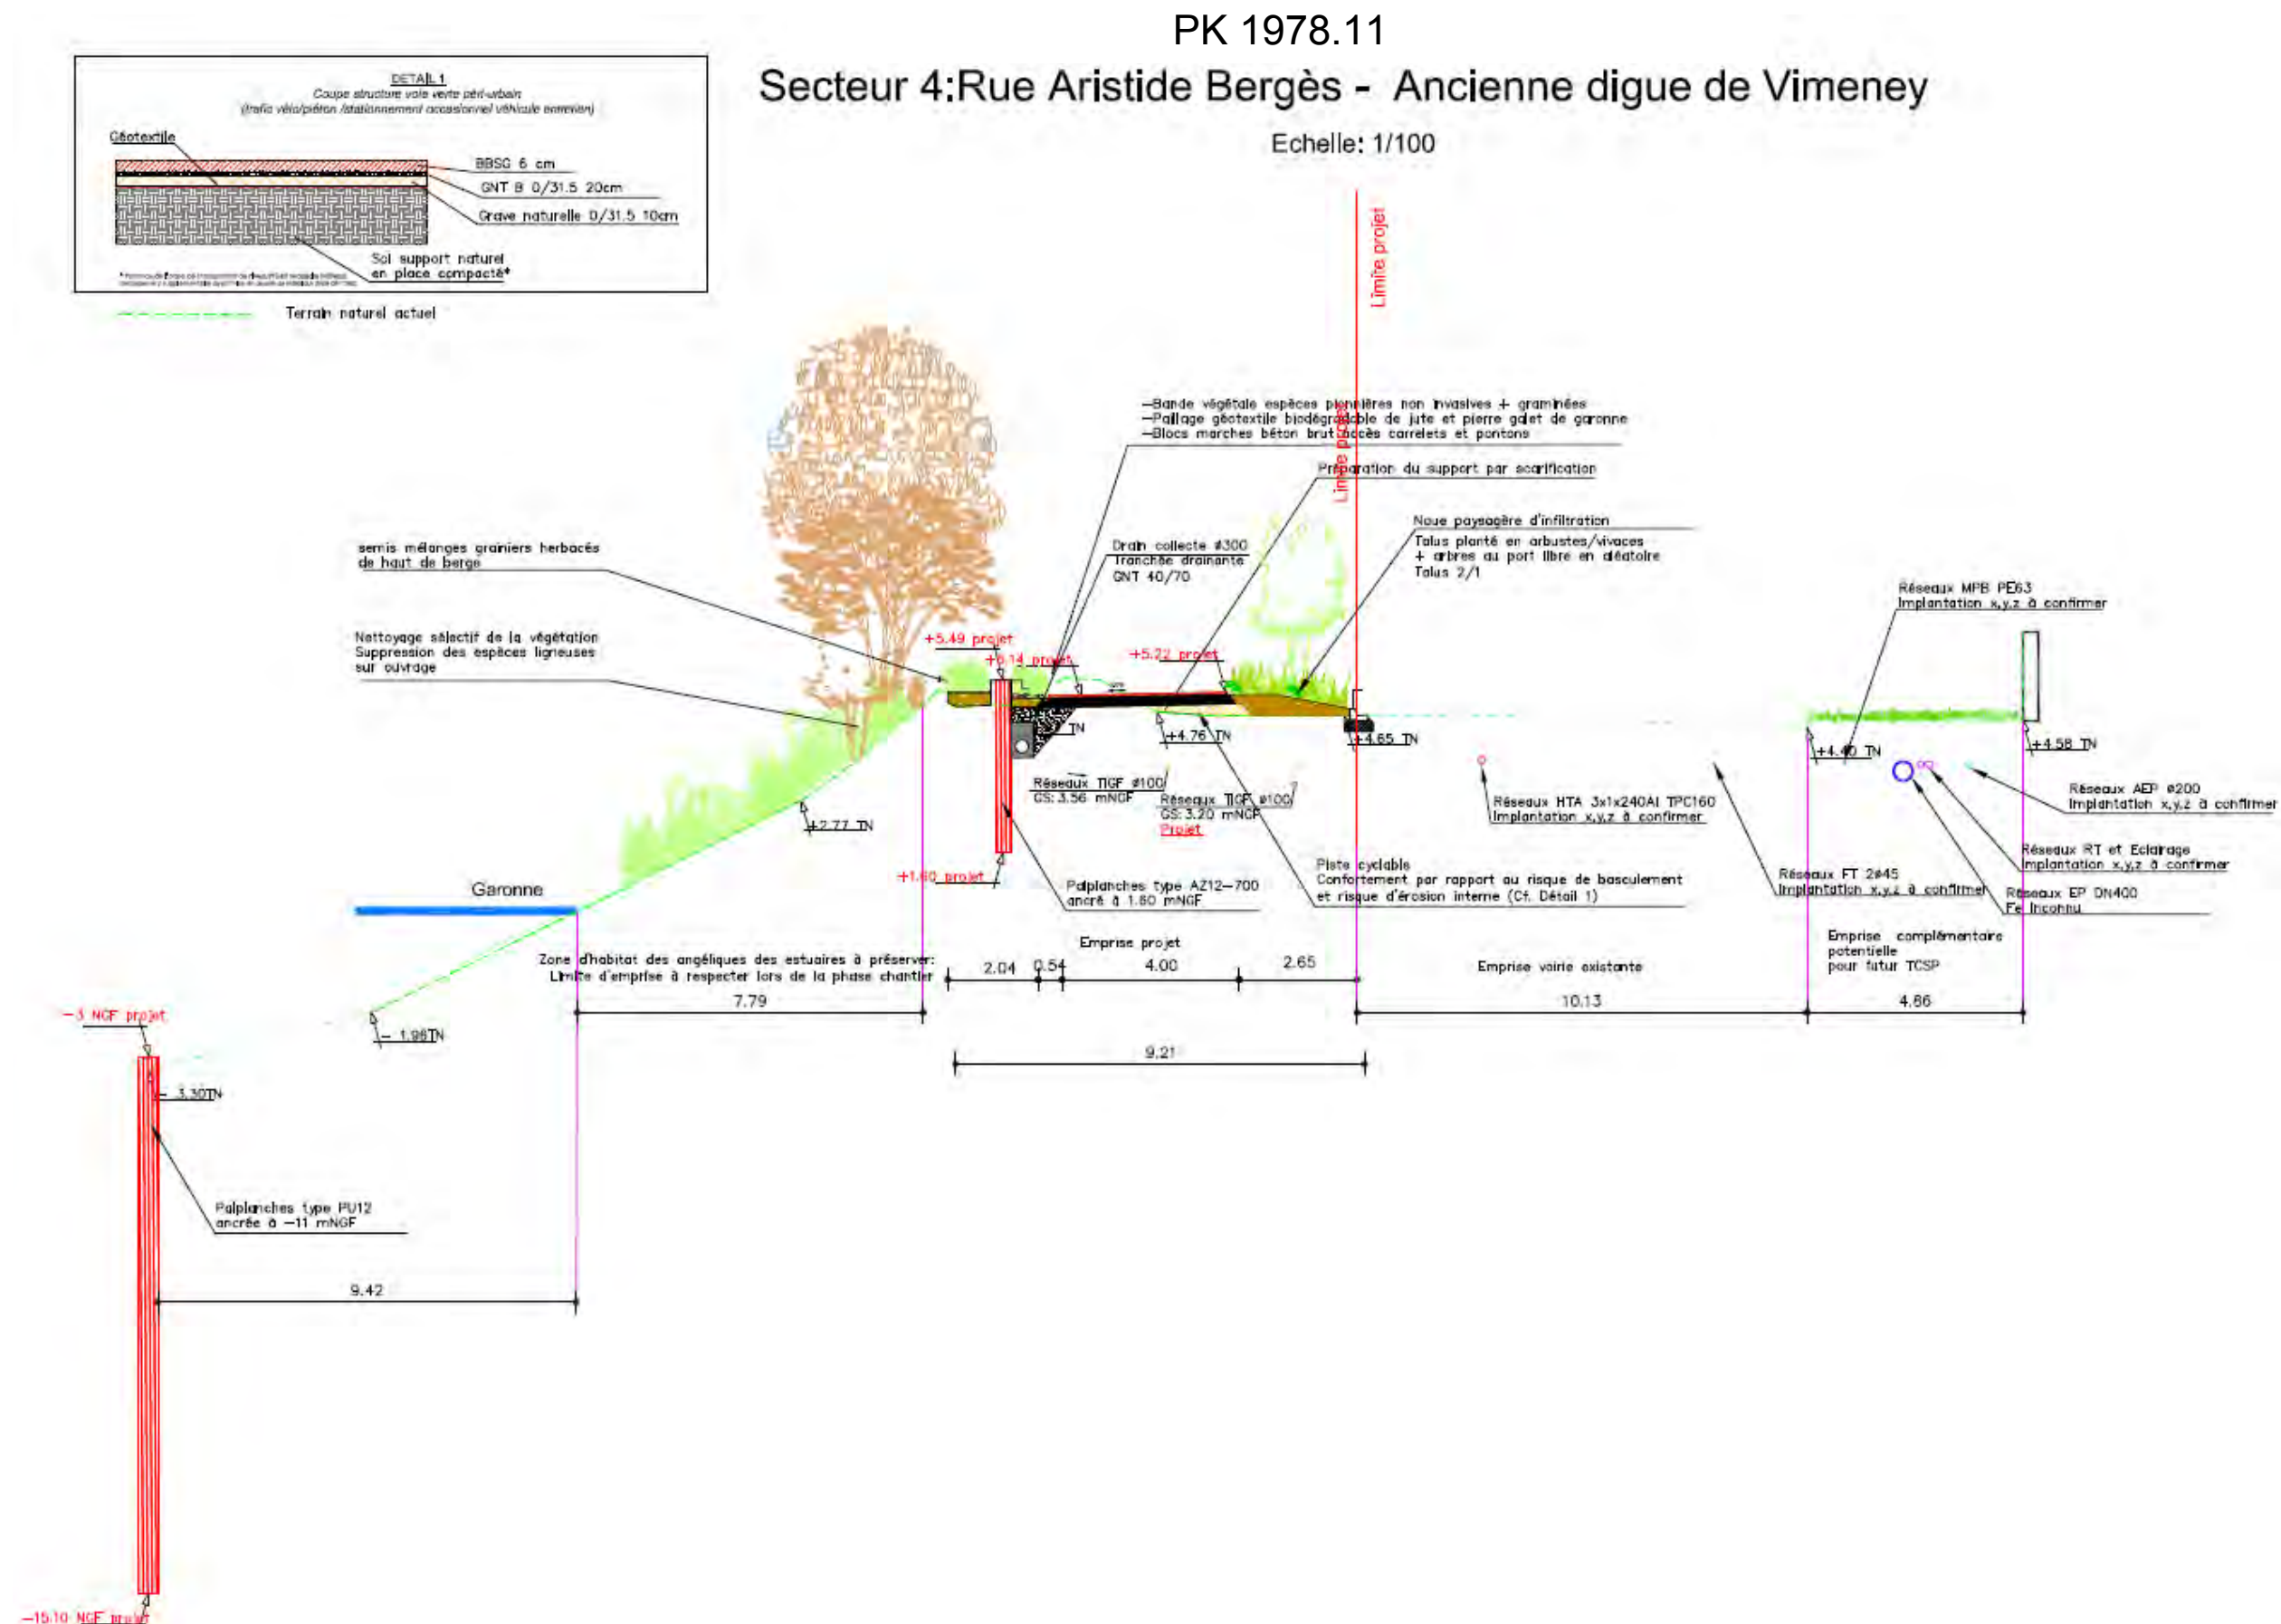 PK 1978.11
Secteur 4:Rue Aristide Bergès - Ancienne digue de Vimeney
Echelle: 1/100
DETAIL 1
Coupe structure voie verte péri-urbain
(trafic vélo/piéton /stationnement occasionnel véhicule entretien)
Géotextile
BBSG 6 cm
GNT B 0/31.5 20cm
Grave naturelle 0/31.5 10cm
Sol support naturel
en place compacté*
Terrain naturel actuel
Limite projet
Limite projet
—Bande végétale espèces pionnières non invasives + graminées
—Paillage géotextile biodégradable de jute et pierre galet de garonne
—Blocs marches béton brut accès carrelets et pontons
Préparation du support par scarification
Noue paysagère d'infiltration
Talus planté en arbustes/vivaces
+ arbres au port libre en aléatoire
Talus 2/1
Drain collecte ø300
Tranchée drainante
GNT 40/70
semis mélanges grainiers herbacés
de haut de berge
Nettoyage sélectif de la végétation
Suppression des espèces ligneuses
sur ouvrage
Réseaux MPB PE63
Implantation x,y,z à confirmer
+5.49 projet
projet
+5.22 projet
TN
+4.76 TN
+4.65 TN
+4.40 TN
+4.58 TN
+2.77 TN
Réseaux TIGF ø100
GS: 3.56 mNGF
Réseaux TIGF ø100
GS: 3.20 mNGF
Projet
Réseaux HTA 3x1x240Al TPC160
Implantation x,y,z à confirmer
Réseaux AEP ø200
Implantation x,y,z à confirmer
Réseaux RT et Eclairage
Implantation x,y,z à confirmer
Réseaux FT 2ø45
Implantation x,y,z à confirmer
Réseaux EP DN400
Fe Inconnu
+1.60 projet
Palplanches type AZ12—700
ancré à 1.60 mNGF
Piste cyclable
Confortement par rapport au risque de basculement
et risque d'érosion interne (Cf. Détail 1)
Garonne
Zone d'habitat des angéliques des estuaires à préserver:
Limite d'emprise à respecter lors de la phase chantier
Emprise projet
2.04 0.54 4.00 2.65
Emprise voirie existante
Emprise complémentaire
potentielle
pour futur TCSP
7.79
10.13
4.86
9.21
—3 NGF projet
— 1.96TN
— 3.30TN
Palplanches type PU12
ancrée à —11 mNGF
9.42
—15.10 NGF projet